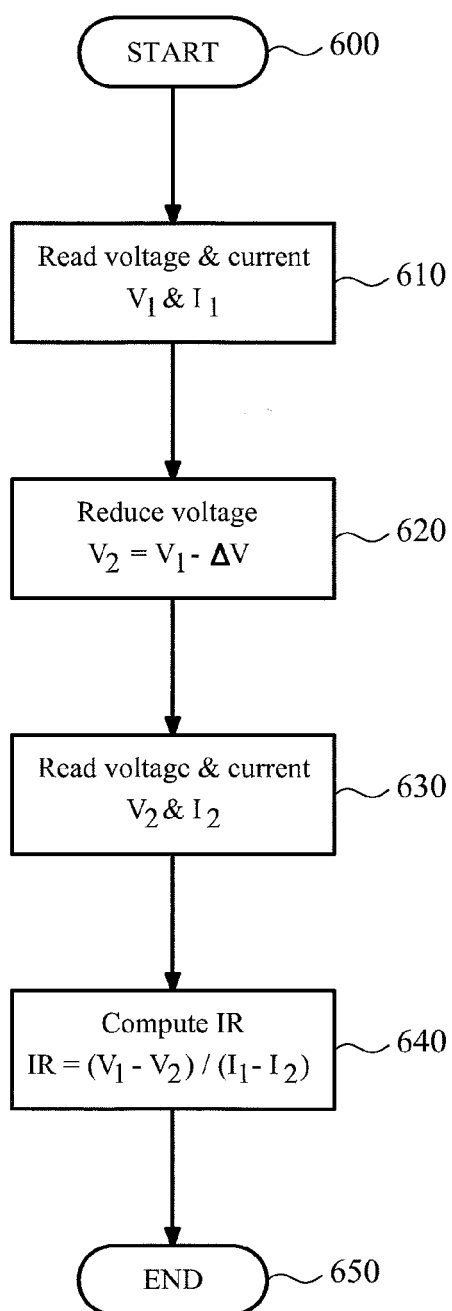 START
600
Read voltage & current
V₁ & I₁
610
Reduce voltage
V₂ = V₁ - ΔV
620
Read voltage & current
V₂ & I₂
630
Compute IR
IR = (V₁ - V₂) / (I₁ - I₂)
640
END
650